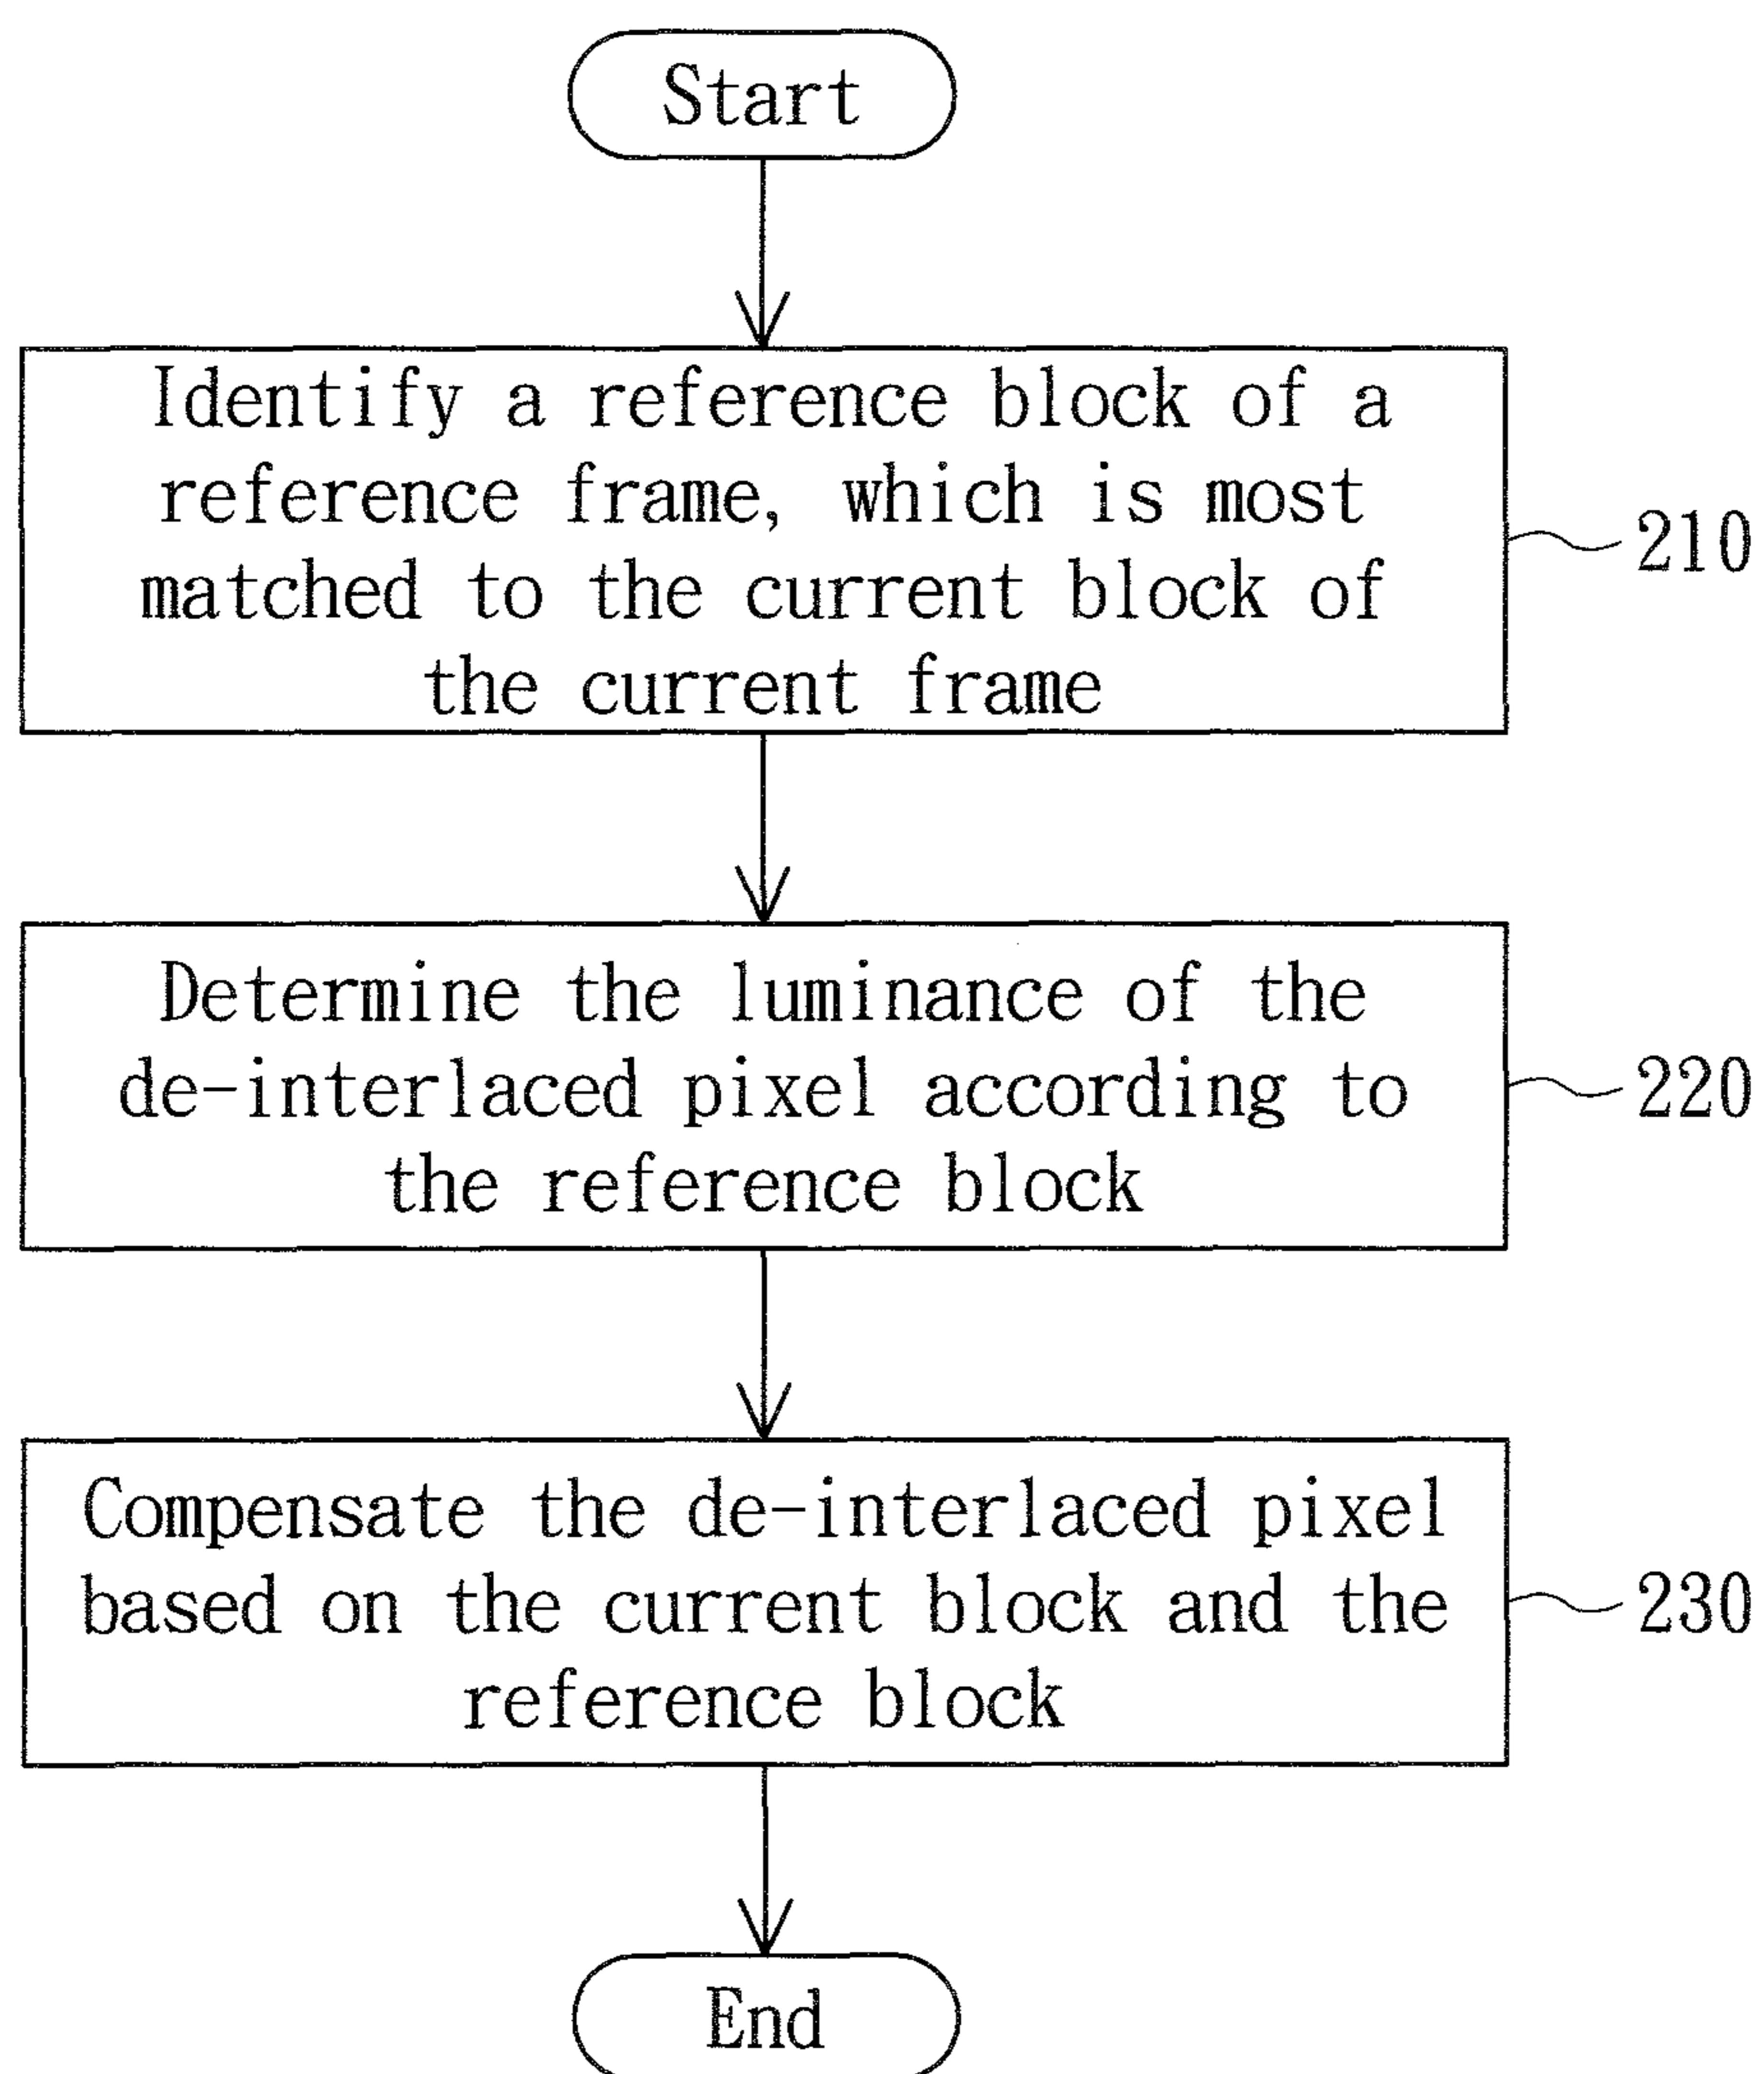 Start
Identify a reference block of a
reference frame, which is most
matched to the current block of
the current frame
210
Determine the luminance of the
de-interlaced pixel according to
the reference block
220
Compensate the de-interlaced pixel
based on the current block and the
reference block
230
End